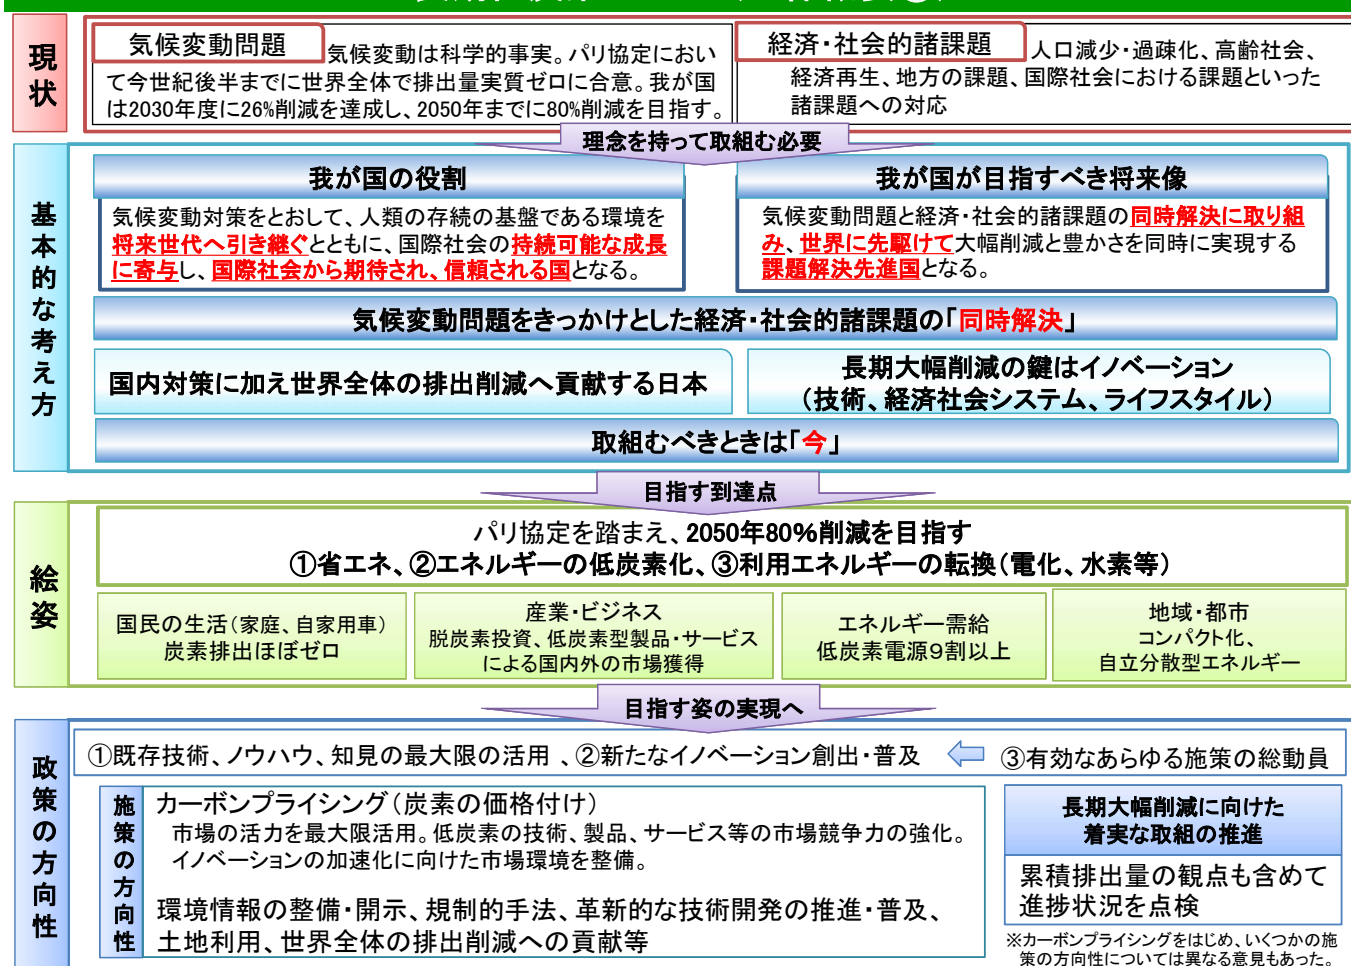 現状
気候変動問題
気候変動は科学的事実。パリ協定におい
て今世紀後半までに世界全体で排出量実質ゼロに合意。我が国
は2030年度に26%削減を達成し、2050年までに80%削減を目指す。
経済・社会的諸課題
人口減少・過疎化、高齢社会、
経済再生、地方の課題、国際社会における課題といった
諸課題への対応
理念を持って取組む必要
基本的な考え方
我が国の役割
気候変動対策をとおして、人類の存続の基盤である環境を
将来世代へ引き継ぐとともに、国際社会の持続可能な成長
に寄与し、国際社会から期待され、信頼される国となる。
我が国が目指すべき将来像
気候変動問題と経済・社会的諸課題の同時解決に取り組
み、世界に先駆けて大幅削減と豊かさを同時に実現する
課題解決先進国となる。
気候変動問題をきっかけとした経済・社会的諸課題の「同時解決」
国内対策に加え世界全体の排出削減へ貢献する日本
長期大幅削減の鍵はイノベーション
（技術、経済社会システム、ライフスタイル）
取組むべきときは「今」
目指す到達点
絵姿
パリ協定を踏まえ、2050年80%削減を目指す
①省エネ、②エネルギーの低炭素化、③利用エネルギーの転換（電化、水素等）
国民の生活（家庭、自家用車）
炭素排出ほぼゼロ
産業・ビジネス
脱炭素投資、低炭素型製品・サービス
による国内外の市場獲得
エネルギー需給
低炭素電源９割以上
地域・都市
コンパクト化、
自立分散型エネルギー
目指す姿の実現へ
政策の方向性
①既存技術、ノウハウ、知見の最大限の活用 、②新たなイノベーション創出・普及
③有効なあらゆる施策の総動員
施策の方向性
カーボンプライシング（炭素の価格付け）
市場の活力を最大限活用。低炭素の技術、製品、サービス等の市場競争力の強化。
イノベーションの加速化に向けた市場環境を整備。
環境情報の整備・開示、規制的手法、革新的な技術開発の推進・普及、
土地利用、世界全体の排出削減への貢献等
長期大幅削減に向けた
着実な取組の推進
累積排出量の観点も含めて
進捗状況を点検
※カーボンプライシングをはじめ、いくつかの施
策の方向性については異なる意見もあった。